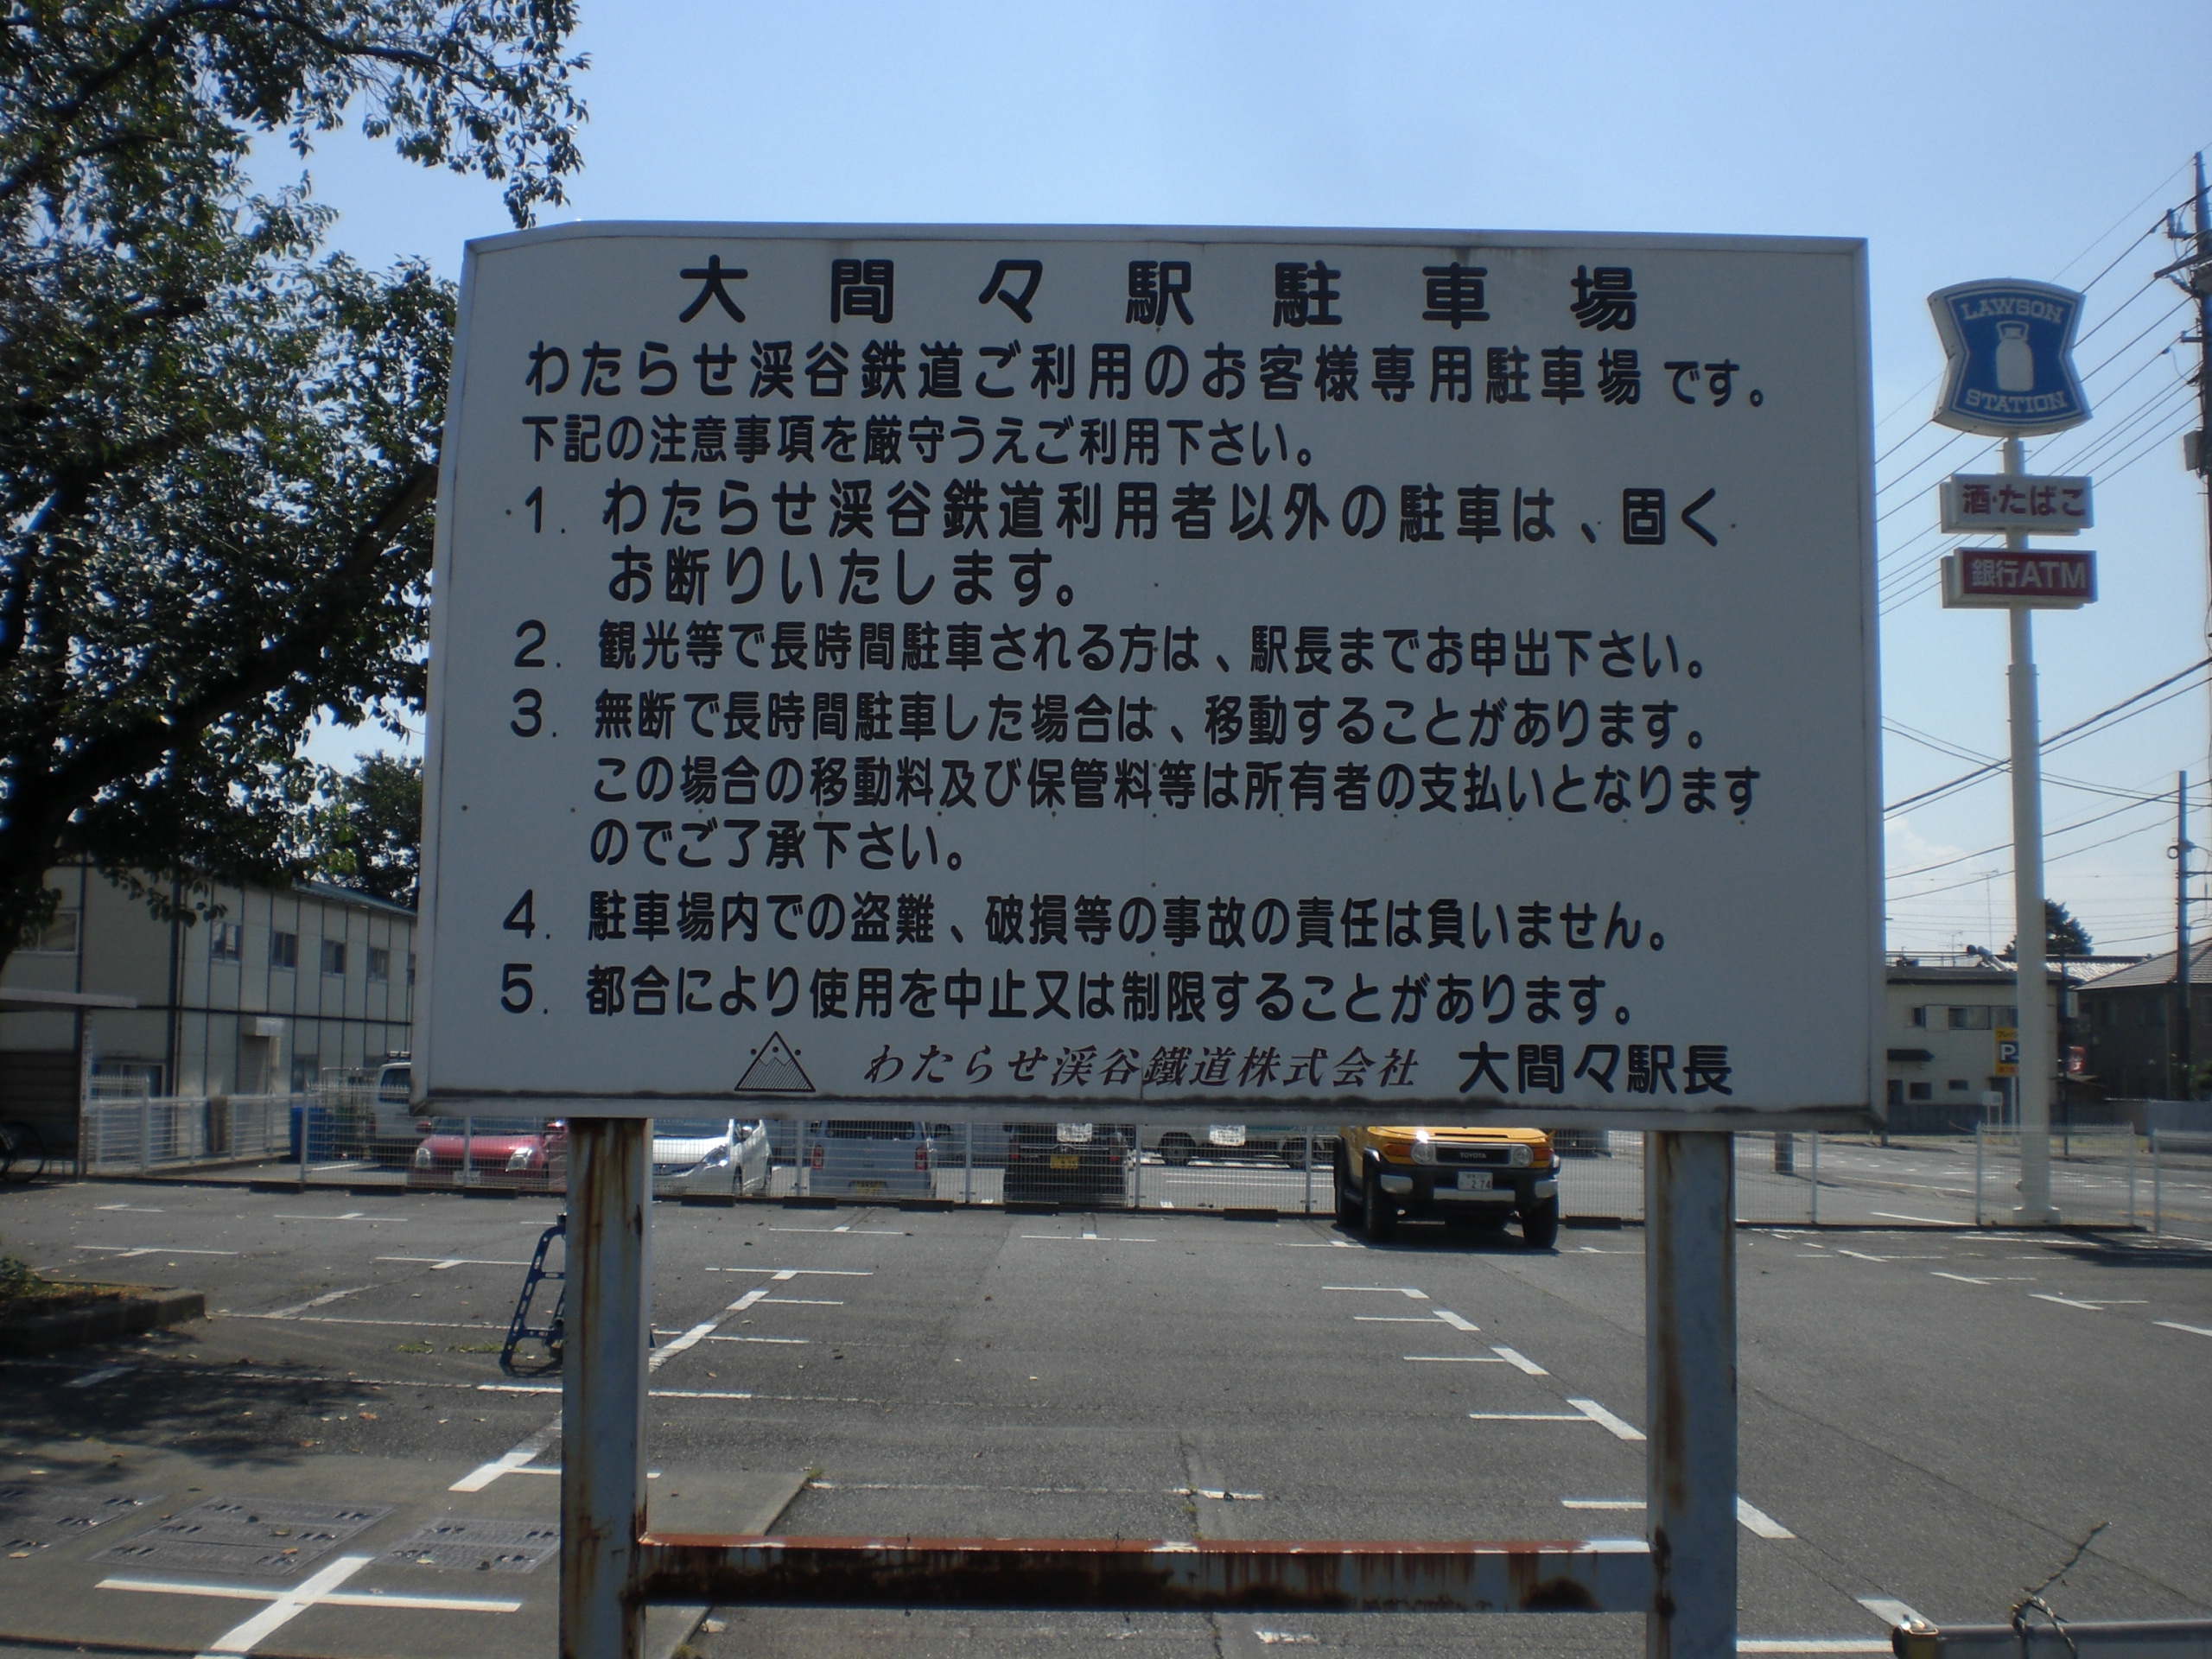 大間々駅駐車場
わたらせ渓谷鉄道ご利用のお客様専用駐車場です。
下記の注意事項を厳守うえご利用下さい。
1. わたらせ渓谷鉄道利用者以外の駐車は、固く
お断りいたします。
2. 観光等で長時間駐車される方は、駅長までお申出下さい。
3. 無断で長時間駐車した場合は、移動することがあります。
この場合の移動料及び保管料等は所有者の支払いとなります
のでご了承下さい。
4. 駐車場内での盗難、破損等の事故の責任は負いません。
5. 都合により使用を中止又は制限することがあります。
わたらせ渓谷鐵道株式会社 大間々駅長
LAWSON
STATION
酒・たばこ
銀行ATM
P
TOYOTA
274